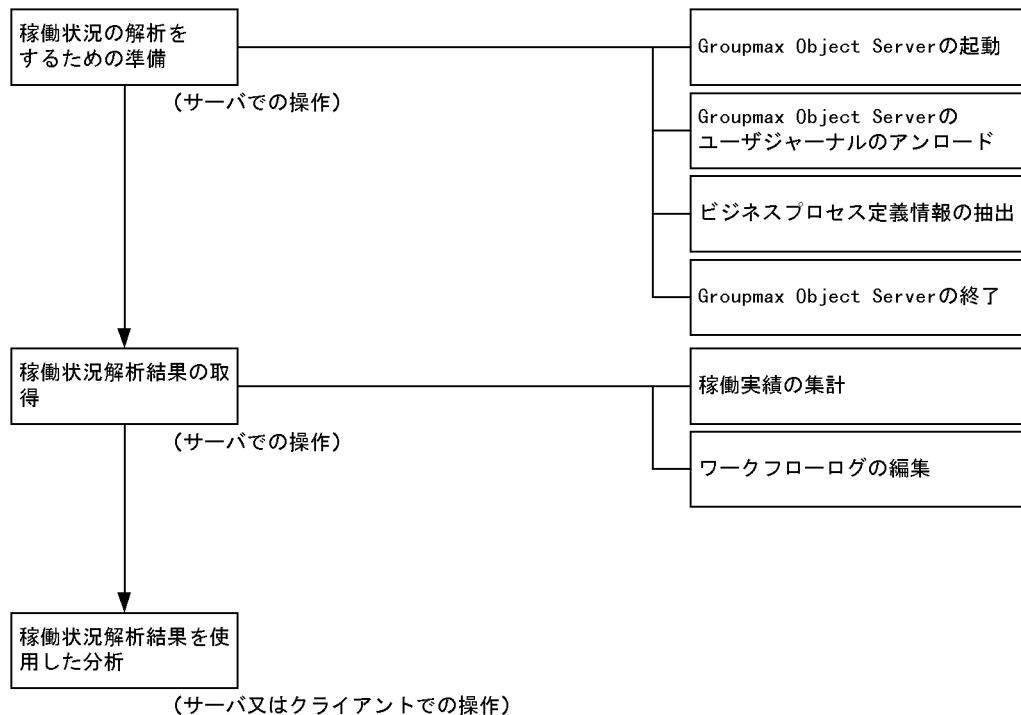 稼働状況の解析を
するための準備
(サーバでの操作)
Groupmax Object Serverの起動
Groupmax Object Serverの
ユーザジャーナルのアンロード
ビジネスプロセス定義情報の抽出
Groupmax Object Serverの終了
稼働状況解析結果の取
得
(サーバでの操作)
稼働実績の集計
ワークフローログの編集
稼働状況解析結果を使
用した分析
(サーバ又はクライアントでの操作)